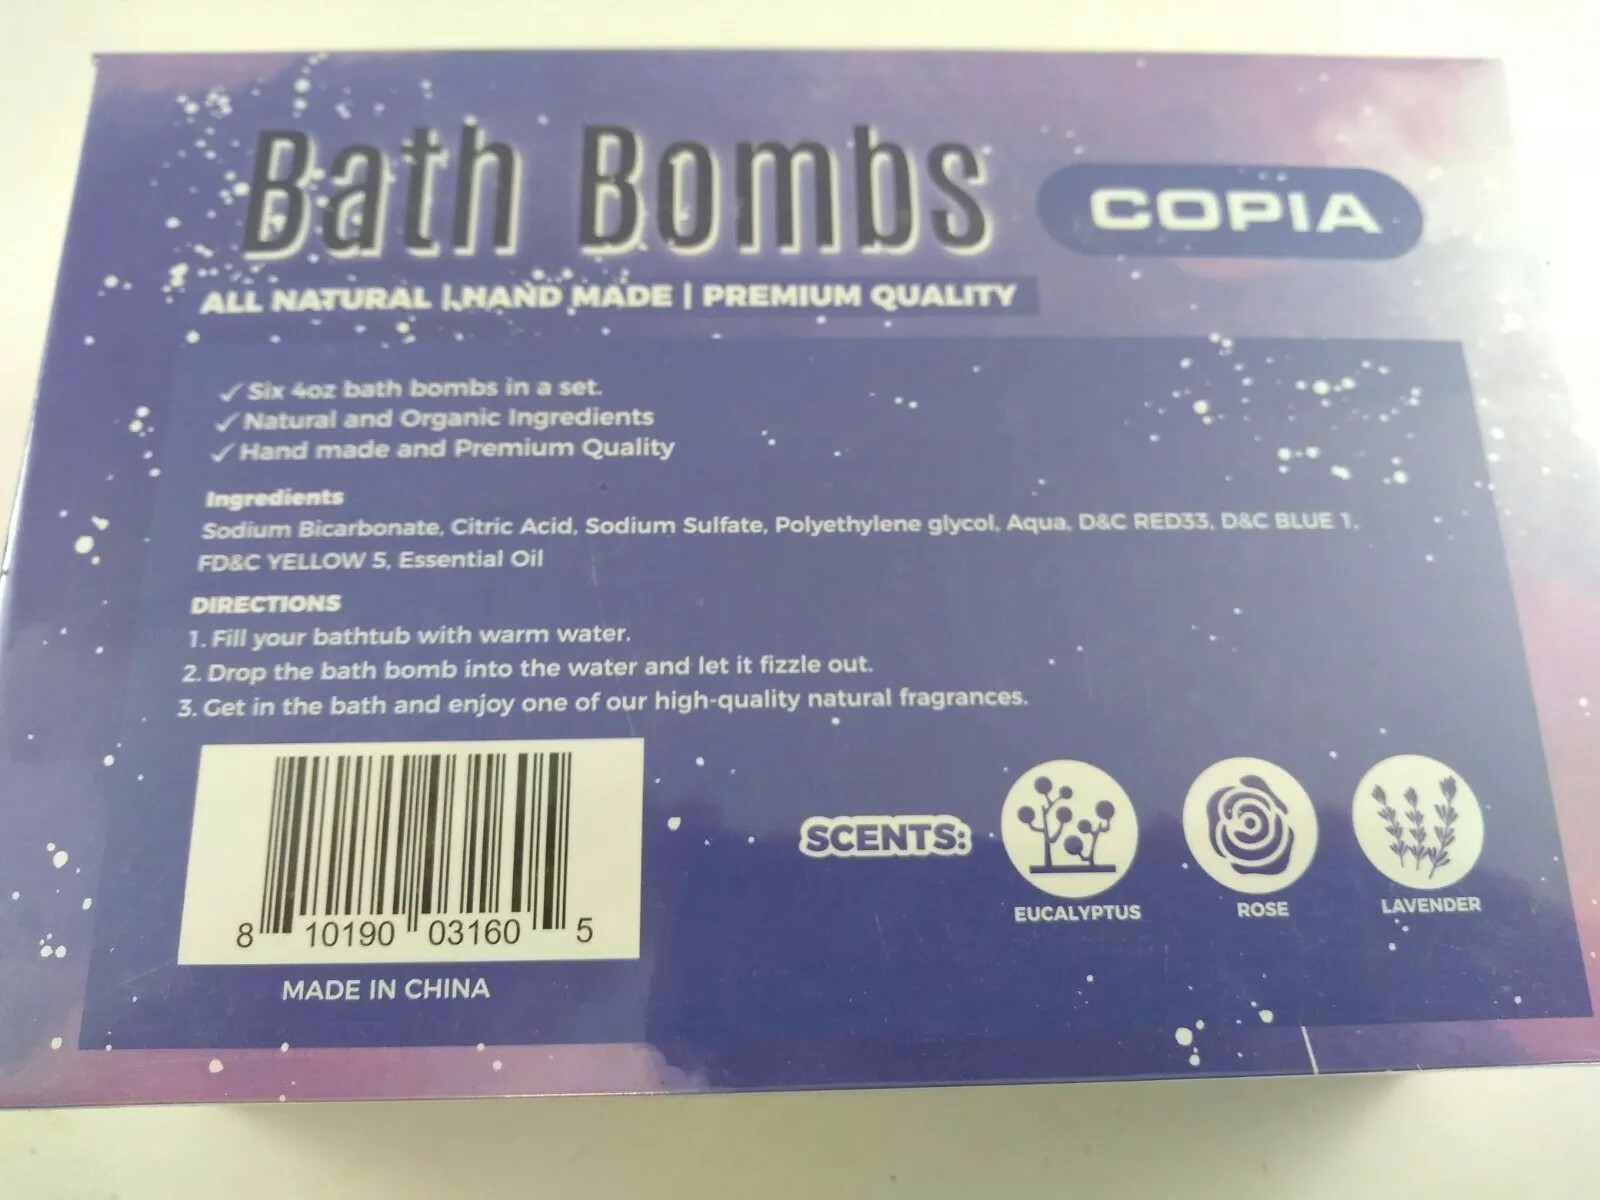 Bath Bombs
COPIA
ALL NATURAL | HAND MADE | PREMIUM QUALITY
✓ Six 4oz bath bombs in a set.
✓ Natural and Organic Ingredients
✓ Hand made and Premium Quality
Ingredients
Sodium Bicarbonate, Citric Acid, Sodium Sulfate, Polyethylene glycol, Aqua, D&C RED33, D&C BLUE 1,
FD&C YELLOW 5, Essential Oil
DIRECTIONS
1. Fill your bathtub with warm water.
2. Drop the bath bomb into the water and let it fizzle out.
3. Get in the bath and enjoy one of our high-quality natural fragrances.
8 10190 03160 5
MADE IN CHINA
SCENTS:
EUCALYPTUS
ROSE
LAVENDER